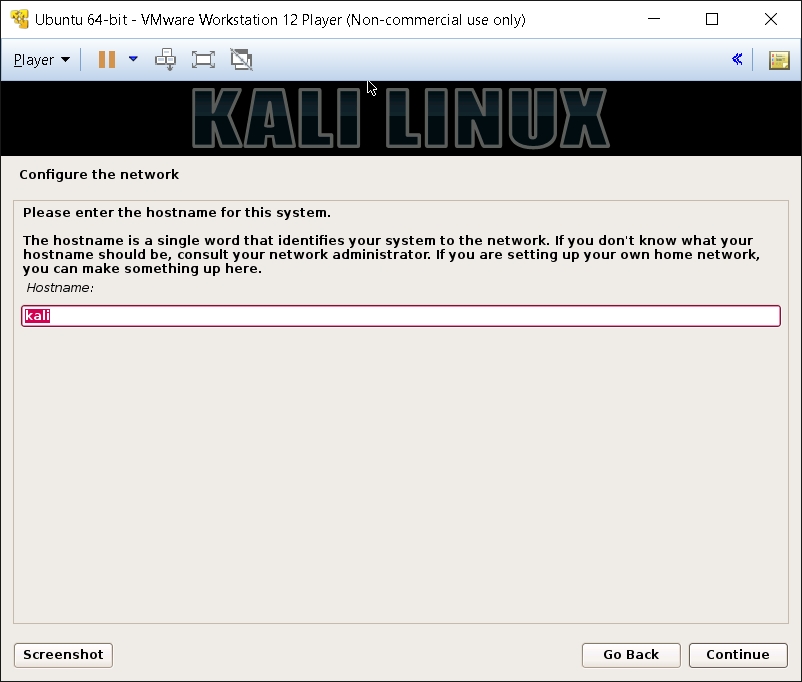 Ubuntu 64-bit - VMware Workstation 12 Player (Non-commercial use only)
Player
KALI LINUX
Configure the network
Please enter the hostname for this system.
The hostname is a single word that identifies your system to the network. If you don't know what your
hostname should be, consult your network administrator. If you are setting up your own home network,
you can make something up here.
Hostname:
kali
Screenshot Go Back Continue